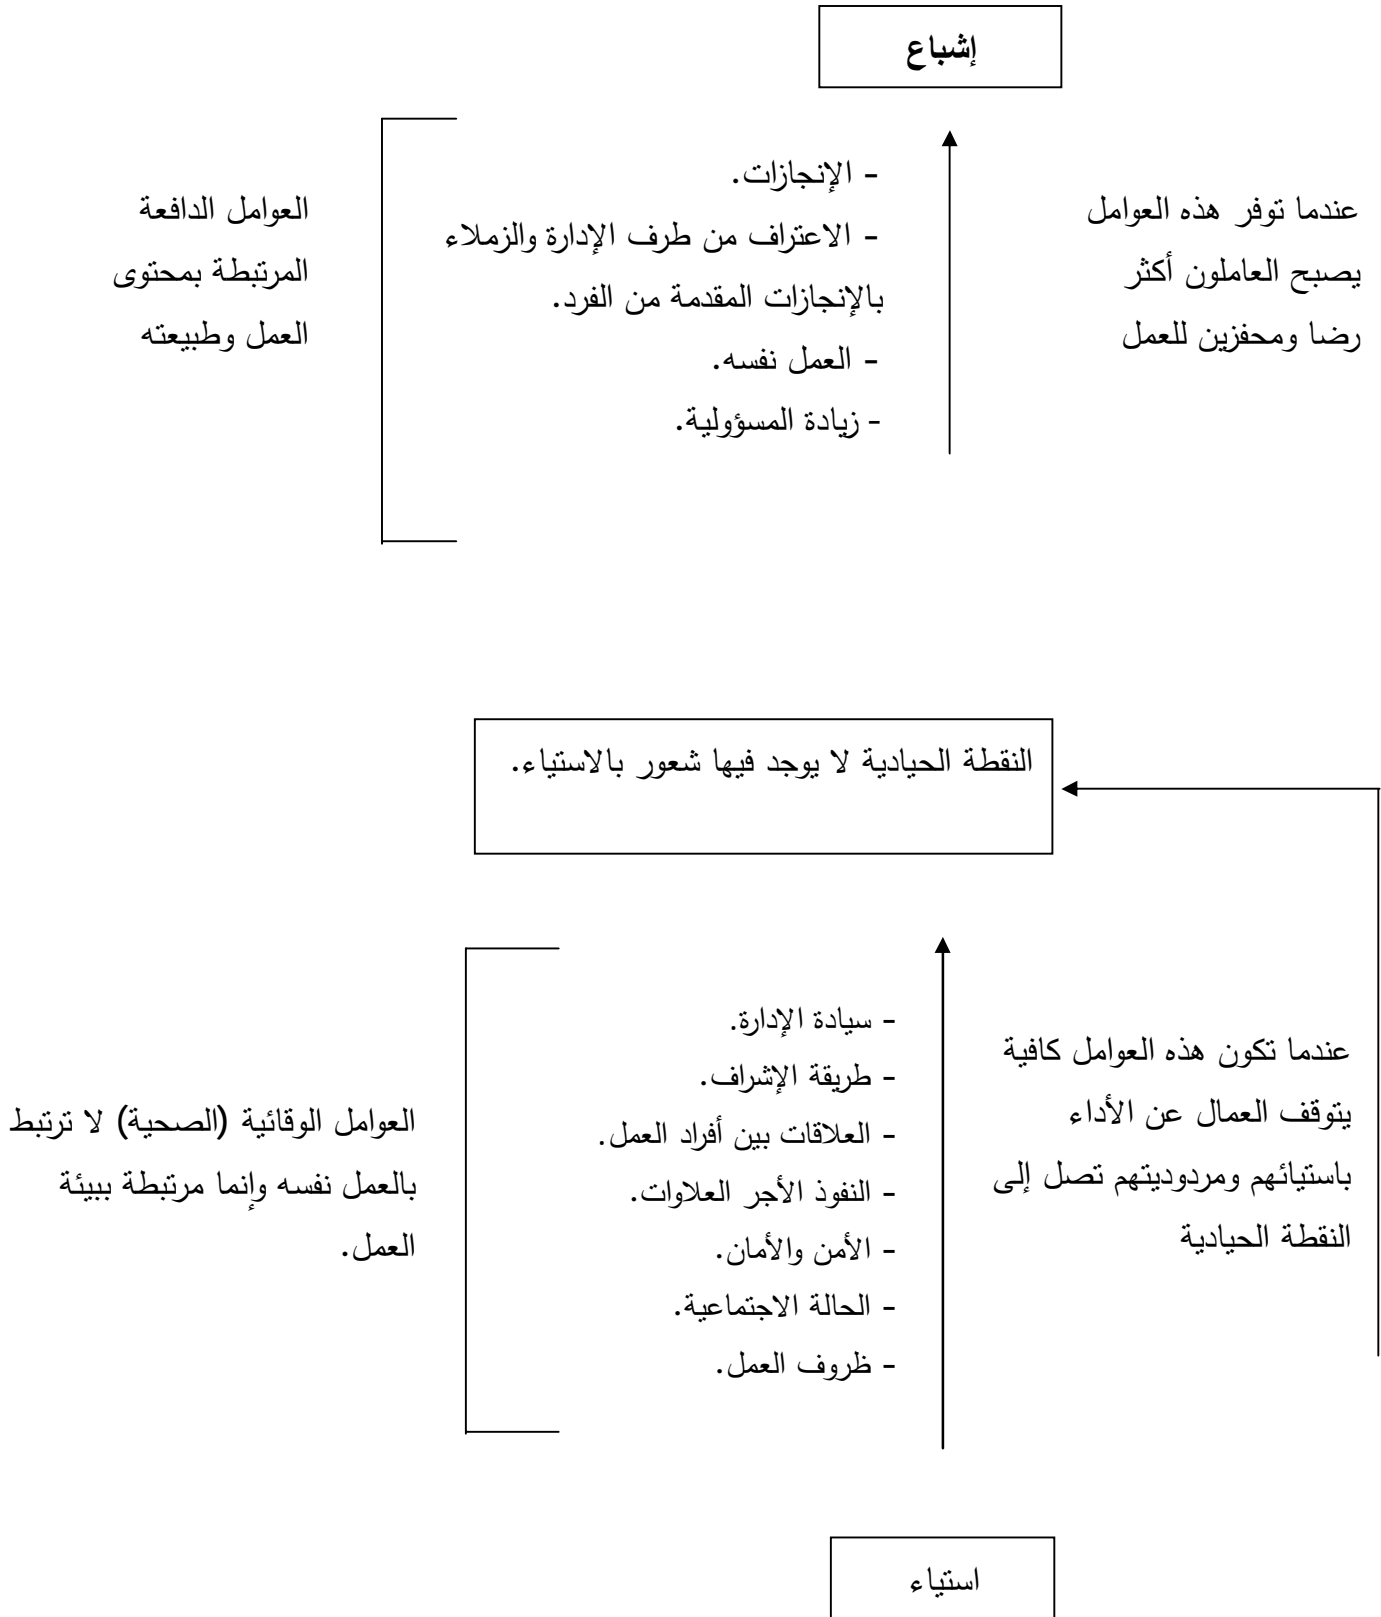 إشباع
عندما توفر هذه العوامل
يصبح العاملون أكثر
رضا ومحفزين للعمل
- الإنجازات.
- الاعتراف من طرف الإدارة والزملاء
بالإنجازات المقدمة من الفرد.
- العمل نفسه.
- زيادة المسؤولية.
العوامل الدافعة
المرتبطة بمحتوى
العمل وطبيعته
النقطة الحيادية لا يوجد فيها شعور بالاستياء.
عندما تكون هذه العوامل كافية
يتوقف العمال عن الأداء
باستيائهم ومردوديتهم تصل إلى
النقطة الحيادية
- سيادة الإدارة.
- طريقة الإشراف.
- العلاقات بين أفراد العمل.
- النفوذ الأجر العلاوات.
- الأمن والأمان.
- الحالة الاجتماعية.
- ظروف العمل.
العوامل الوقائية (الصحية) لا ترتبط
بالعمل نفسه وإنما مرتبطة ببيئة
العمل.
استياء